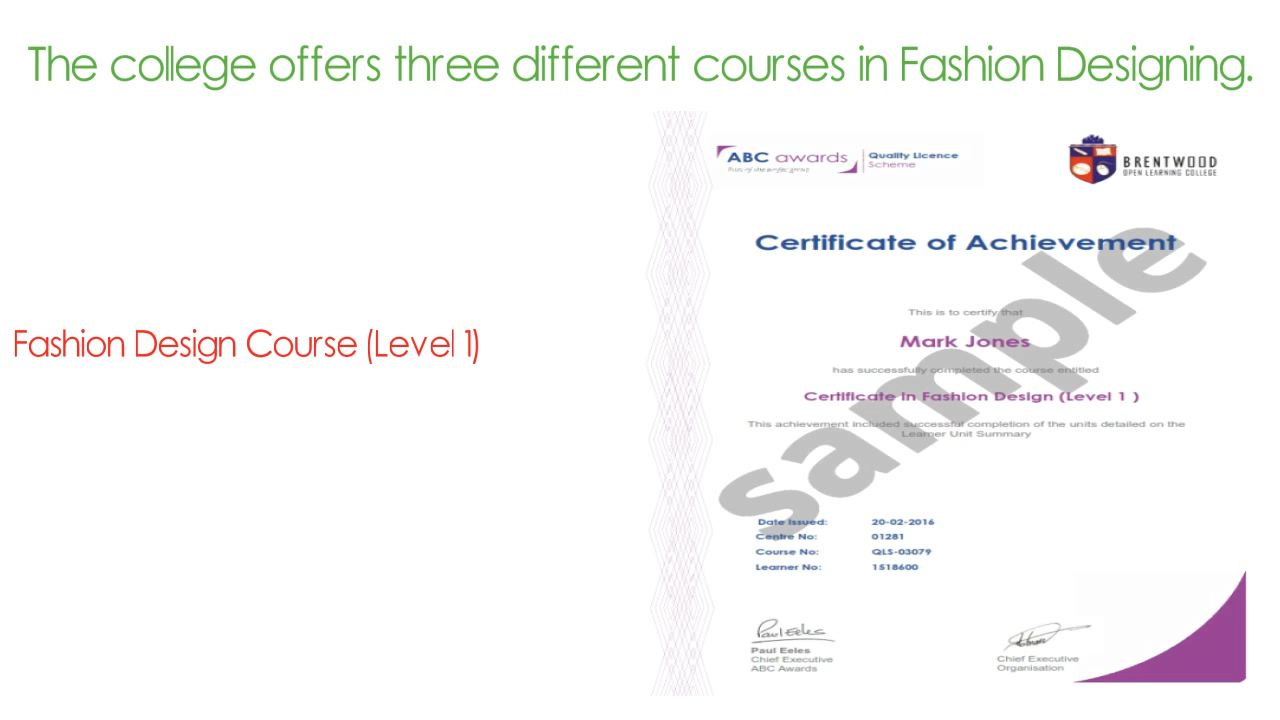 The college offers three different courses in Fashion Designing.
Fashion Design Course (Level 1)
ABC awards
Quality Licence
Scheme
BRENTWOOD
OPEN LEARNING COLLEGE
Certificate of Achievement
This is to certify that
Mark Jones
has successfully completed the course entitled
Certificate in Fashion Design (Level 1 )
This achievement included successful completion of the units detailed on the
Learner Unit Summary
sample
Date Issued: 20-02-2016
Centre No: 01281
Course No: QLS-03079
Learner No: 1518600
Paul Eeles
Paul Eeles
Chief Executive
ABC Awards
Chief Executive
Organisation